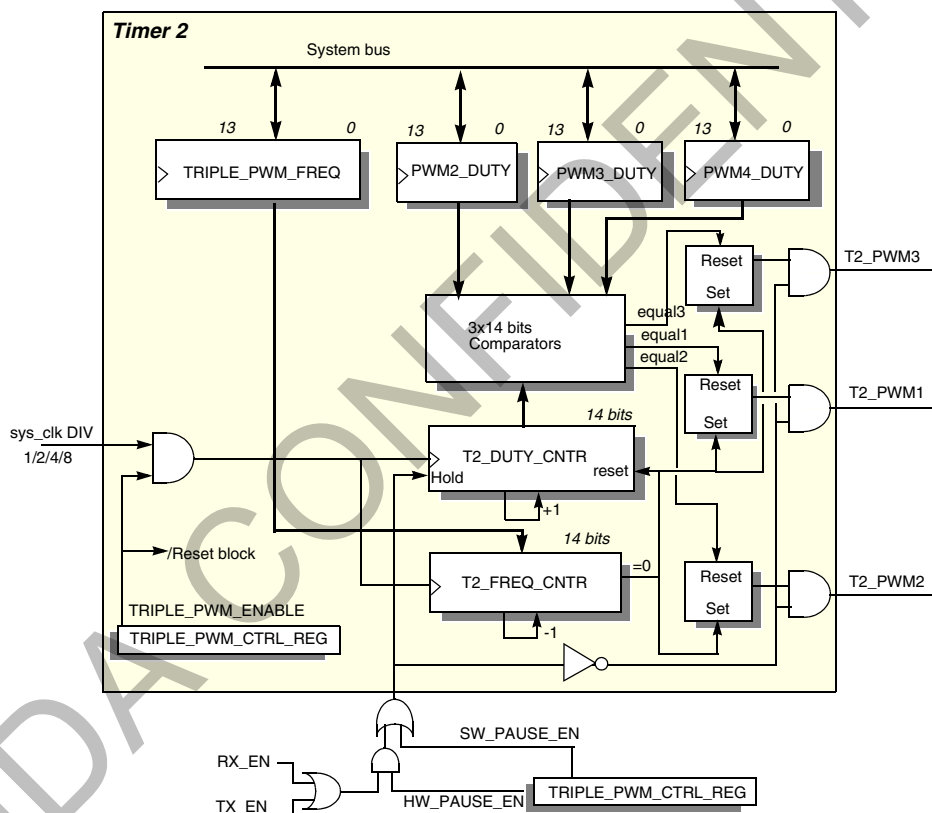 Timer 2
System bus
13 0
13 0
13 0
13 0
TRIPLE_PWM_FREQ
PWM2_DUTY
PWM3_DUTY
PWM4_DUTY
Reset
Set
T2_PWM3
3x14 bits
Comparators
equal3
equal1
equal2
Reset
Set
T2_PWM1
14 bits
sys_clk DIV
1/2/4/8
T2_DUTY_CNTR
Hold
reset
+1
14 bits
/Reset block
T2_FREQ_CNTR
=0
-1
Reset
Set
T2_PWM2
TRIPLE_PWM_ENABLE
TRIPLE_PWM_CTRL_REG
SW_PAUSE_EN
RX_EN
TX_EN
HW_PAUSE_EN
TRIPLE_PWM_CTRL_REG
DA CONFIDENT